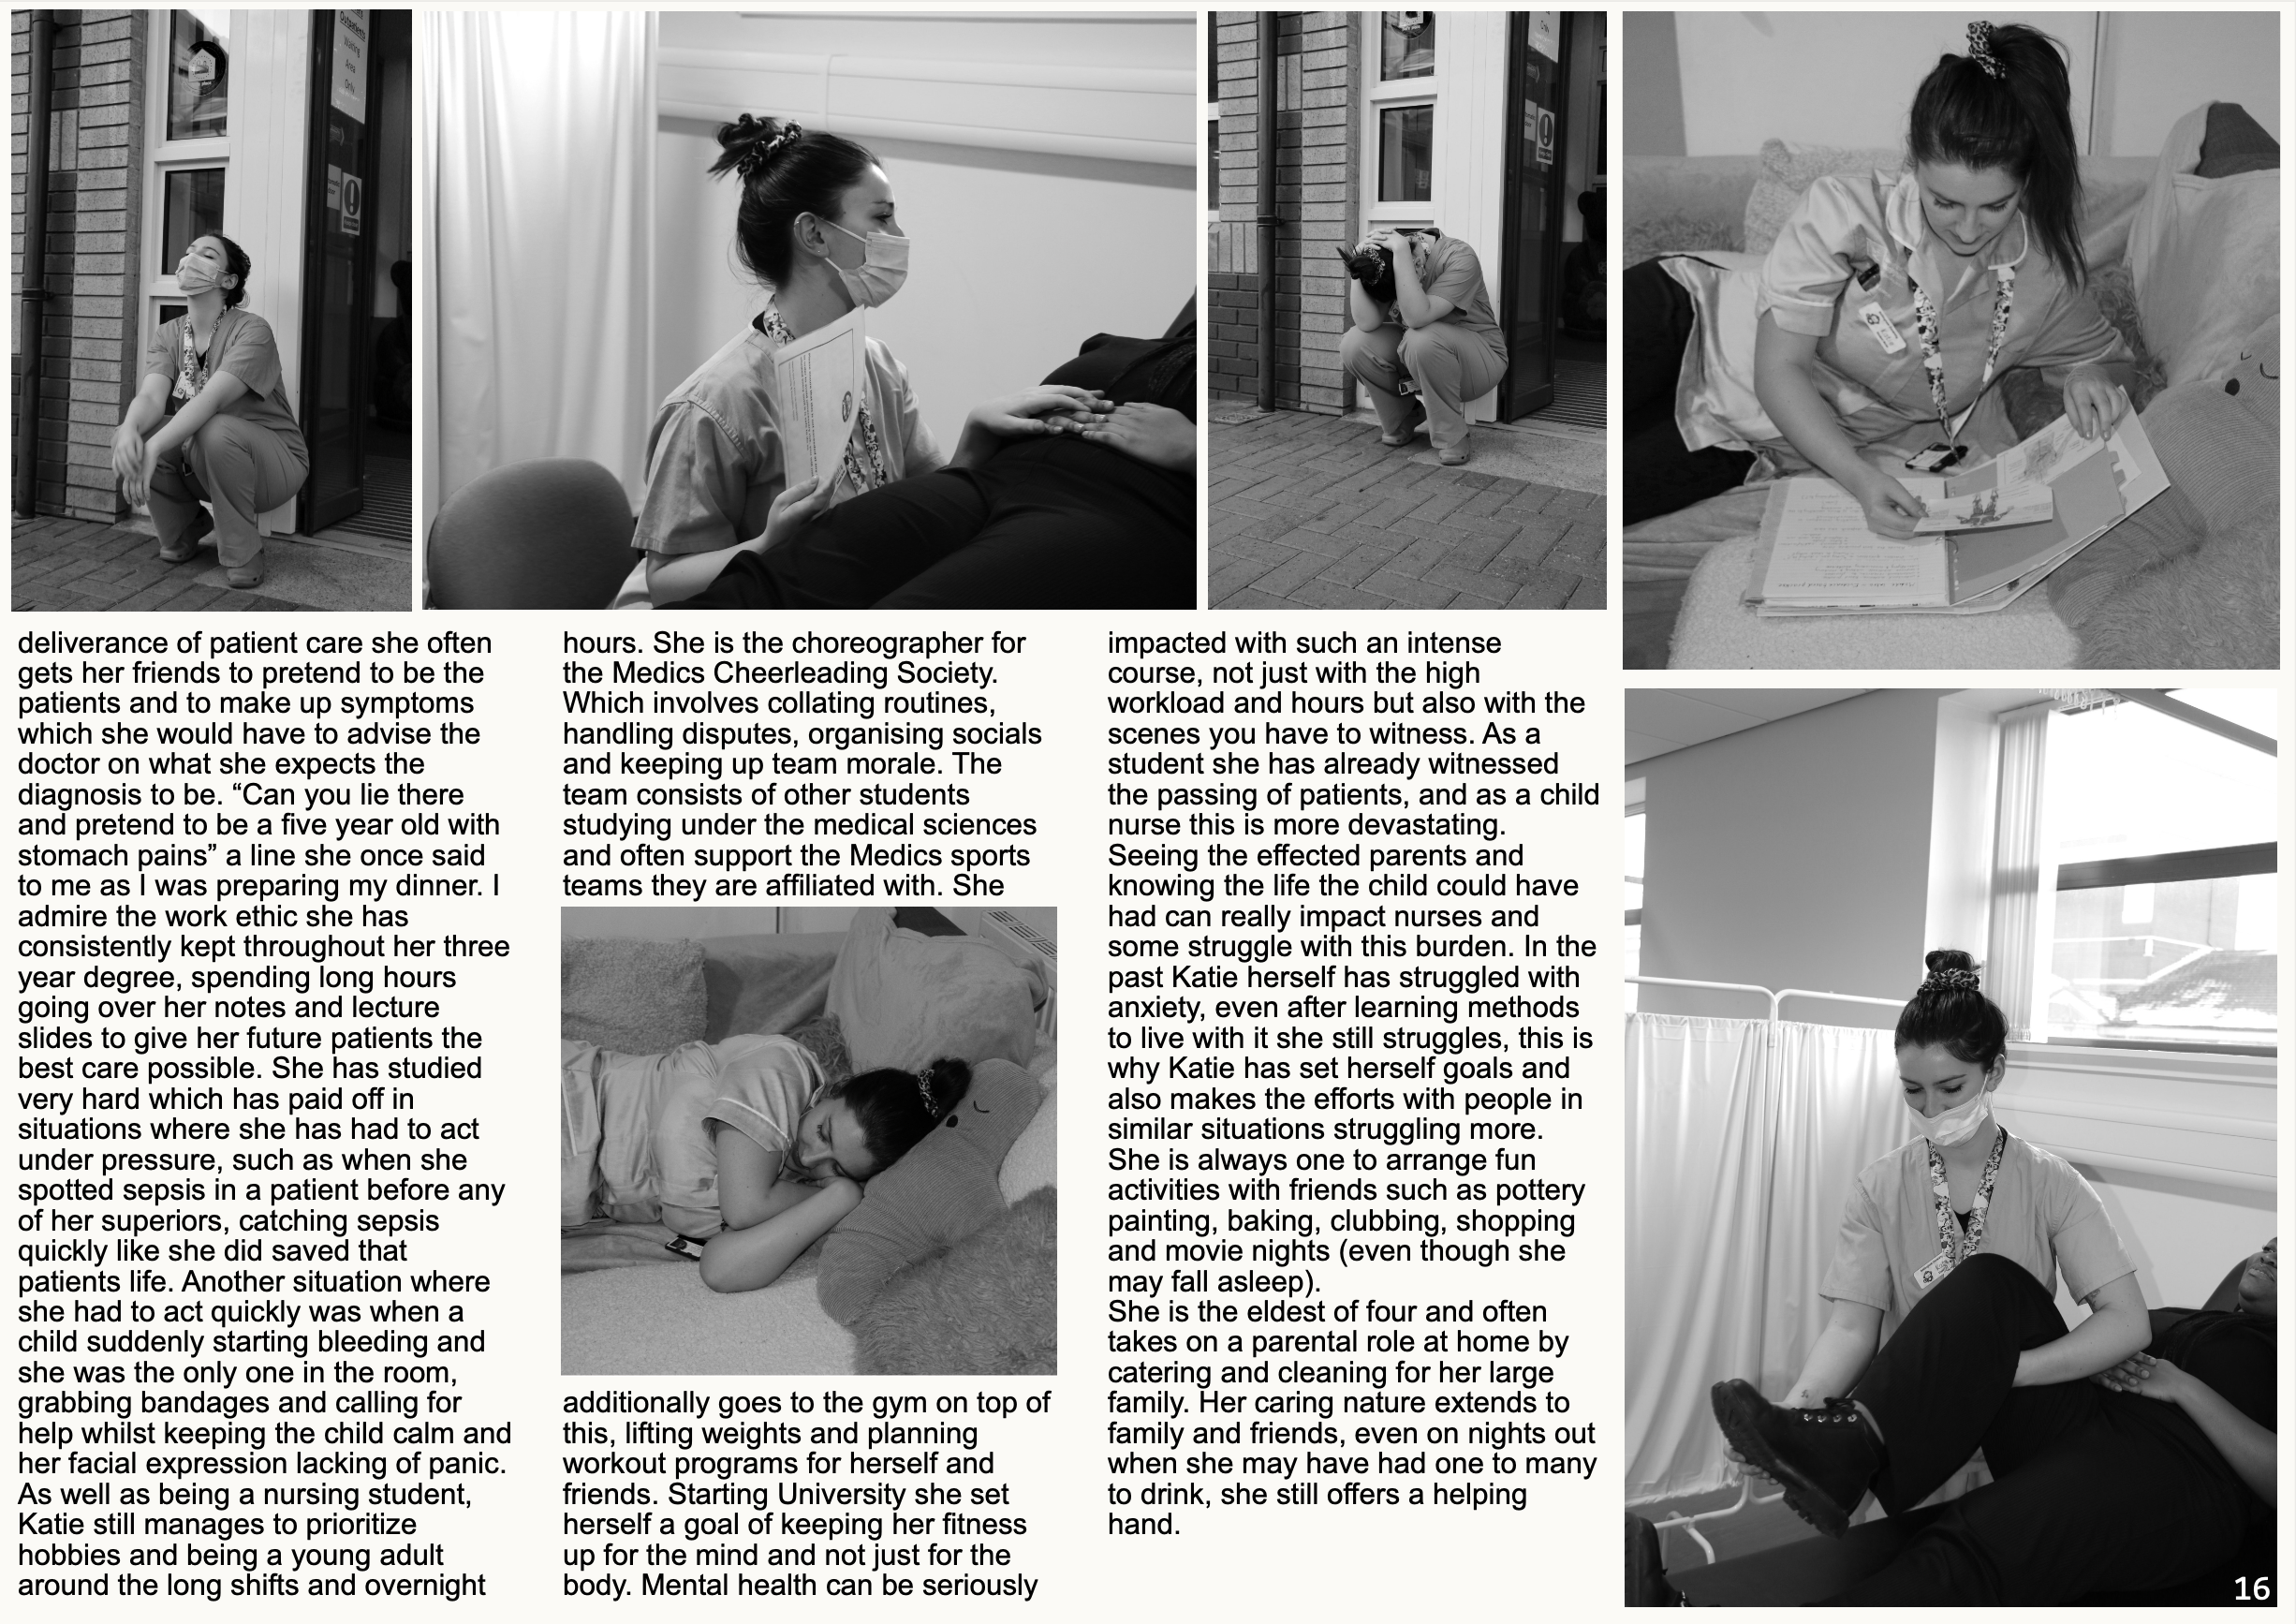 Outpatients
Waiting
Area
Only
deliverance of patient care she often
gets her friends to pretend to be the
patients and to make up symptoms
which she would have to advise the
doctor on what she expects the
diagnosis to be. “Can you lie there
and pretend to be a five year old with
stomach pains” a line she once said
to me as I was preparing my dinner. I
admire the work ethic she has
consistently kept throughout her three
year degree, spending long hours
going over her notes and lecture
slides to give her future patients the
best care possible. She has studied
very hard which has paid off in
situations where she has had to act
under pressure, such as when she
spotted sepsis in a patient before any
of her superiors, catching sepsis
quickly like she did saved that
patients life. Another situation where
she had to act quickly was when a
child suddenly starting bleeding and
she was the only one in the room,
grabbing bandages and calling for
help whilst keeping the child calm and
her facial expression lacking of panic.
As well as being a nursing student,
Katie still manages to prioritize
hobbies and being a young adult
around the long shifts and overnight
hours. She is the choreographer for
the Medics Cheerleading Society.
Which involves collating routines,
handling disputes, organising socials
and keeping up team morale. The
team consists of other students
studying under the medical sciences
and often support the Medics sports
teams they are affiliated with. She
additionally goes to the gym on top of
this, lifting weights and planning
workout programs for herself and
friends. Starting University she set
herself a goal of keeping her fitness
up for the mind and not just for the
body. Mental health can be seriously
impacted with such an intense
course, not just with the high
workload and hours but also with the
scenes you have to witness. As a
student she has already witnessed
the passing of patients, and as a child
nurse this is more devastating.
Seeing the effected parents and
knowing the life the child could have
had can really impact nurses and
some struggle with this burden. In the
past Katie herself has struggled with
anxiety, even after learning methods
to live with it she still struggles, this is
why Katie has set herself goals and
also makes the efforts with people in
similar situations struggling more.
She is always one to arrange fun
activities with friends such as pottery
painting, baking, clubbing, shopping
and movie nights (even though she
may fall asleep).
She is the eldest of four and often
takes on a parental role at home by
catering and cleaning for her large
family. Her caring nature extends to
family and friends, even on nights out
when she may have had one to many
to drink, she still offers a helping
hand.
16